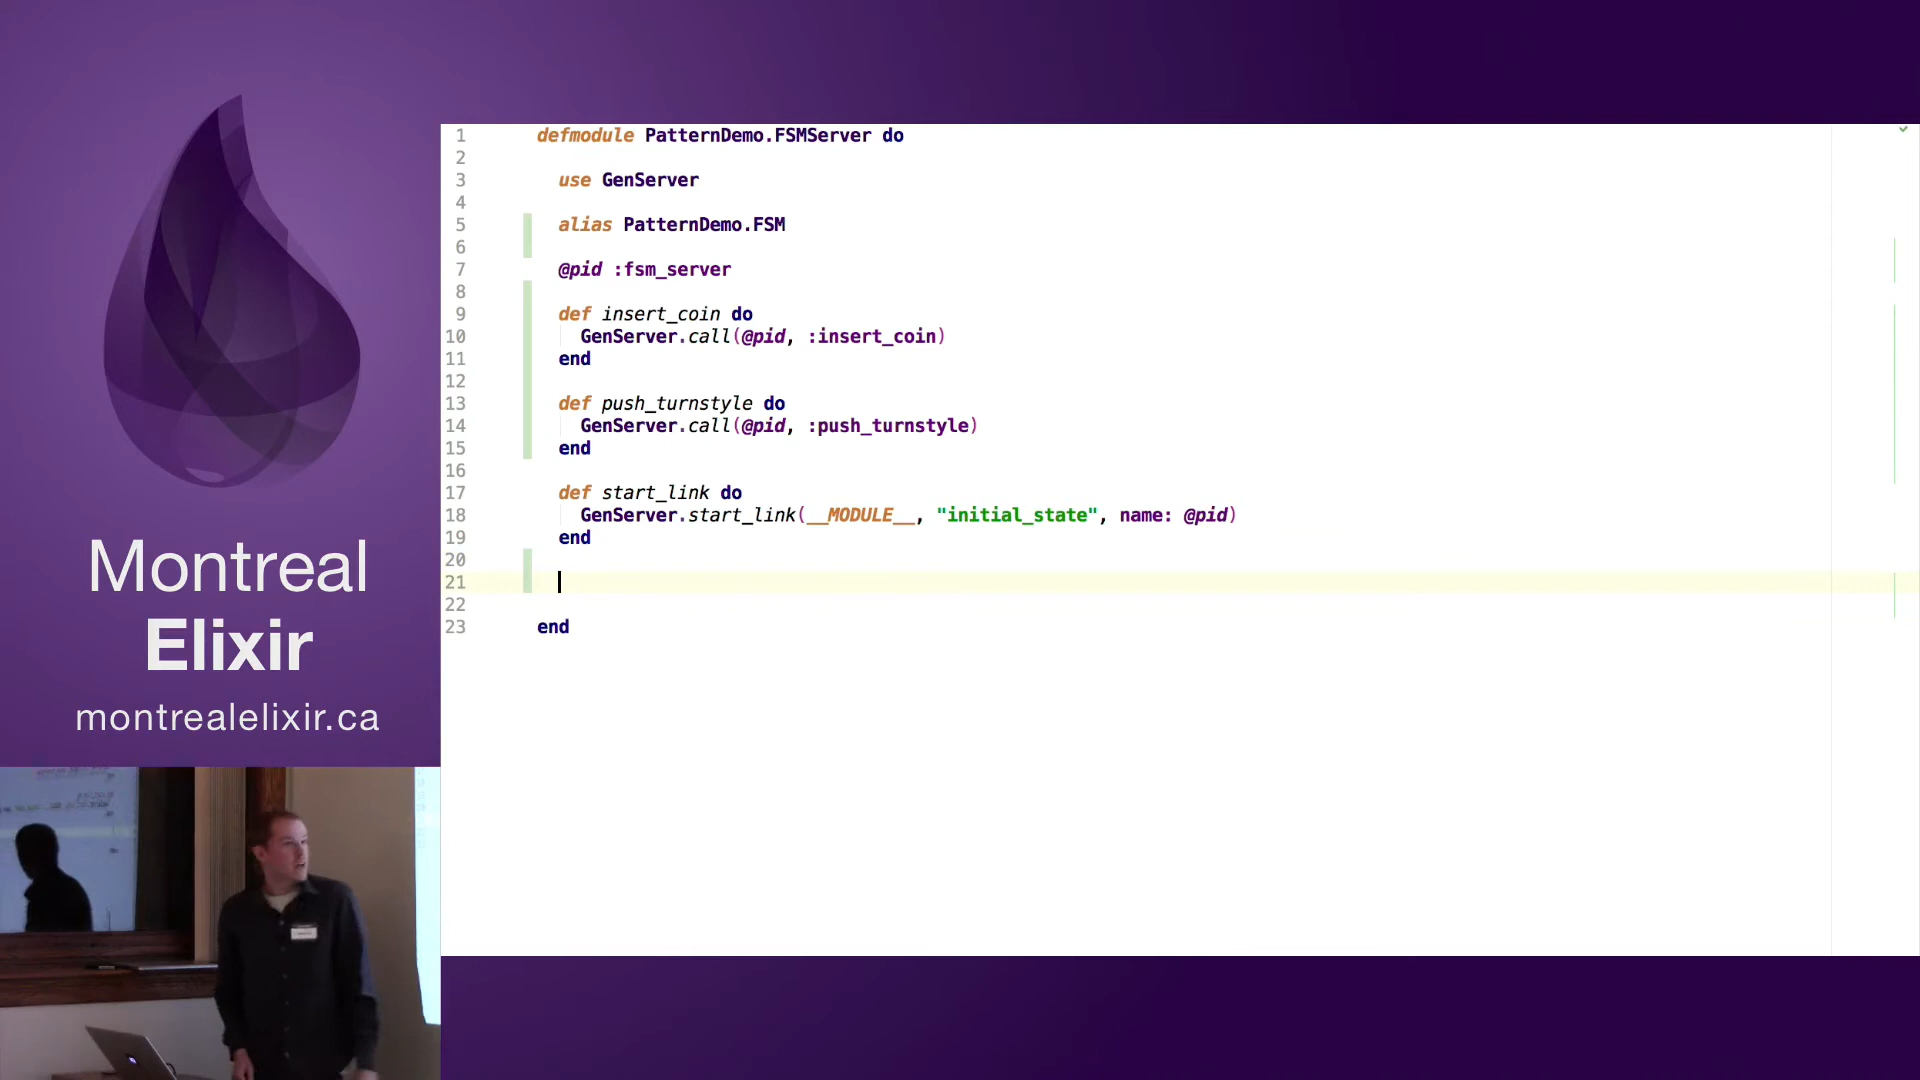 Montreal
Elixir
montrealelixir.ca
1 defmodule PatternDemo.FSMServer do
2
3 use GenServer
4
5 alias PatternDemo.FSM
6
7 @pid :fsm_server
8
9 def insert_coin do
10 GenServer.call(@pid, :insert_coin)
11 end
12
13 def push_turnstyle do
14 GenServer.call(@pid, :push_turnstyle)
15 end
16
17 def start_link do
18 GenServer.start_link(__MODULE__, "initial_state", name: @pid)
19 end
20
21
22
23 end